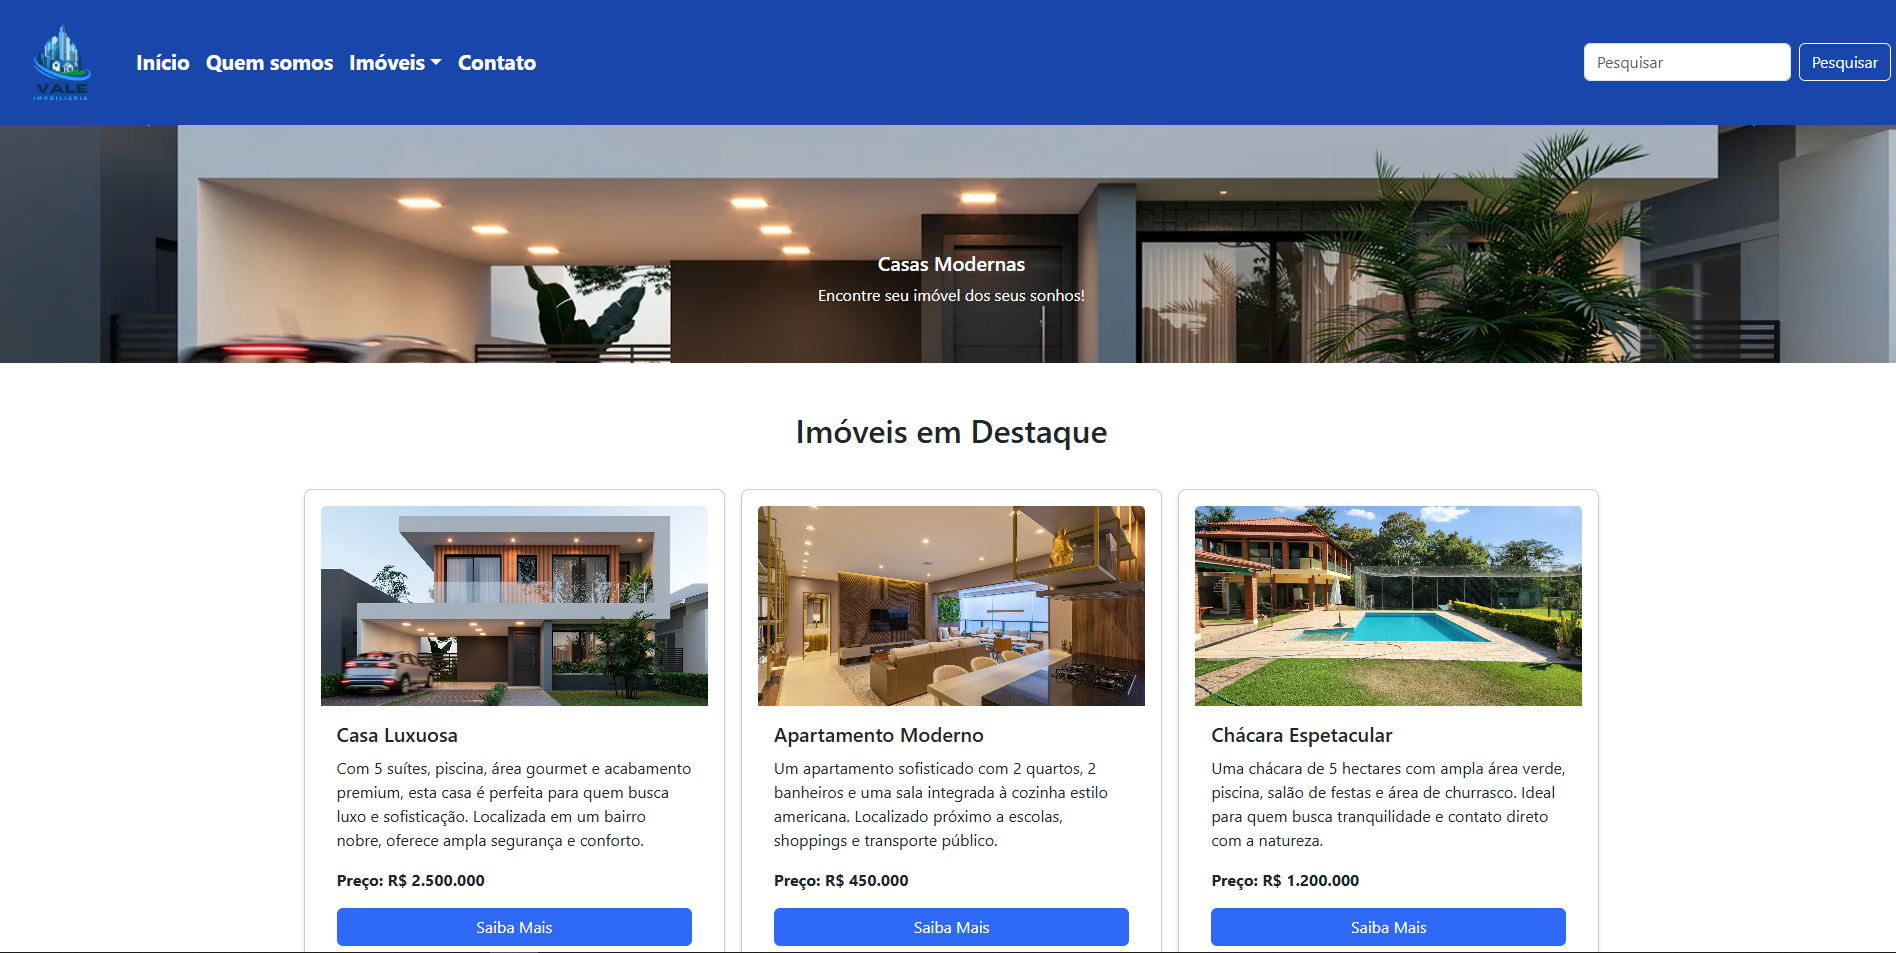 VALE
IMOBILIÁRIA
Início Quem somos Imóveis Contato
Pesquisar Pesquisar
Casas Modernas
Encontre seu imóvel dos seus sonhos!
Imóveis em Destaque
Casa Luxuosa
Com 5 suítes, piscina, área gourmet e acabamento
premium, esta casa é perfeita para quem busca
luxo e sofisticação. Localizada em um bairro
nobre, oferece ampla segurança e conforto.
Preço: R$ 2.500.000
Saiba Mais
Apartamento Moderno
Um apartamento sofisticado com 2 quartos, 2
banheiros e uma sala integrada à cozinha estilo
americana. Localizado próximo a escolas,
shoppings e transporte público.
Preço: R$ 450.000
Saiba Mais
Chácara Espetacular
Uma chácara de 5 hectares com ampla área verde,
piscina, salão de festas e área de churrasco. Ideal
para quem busca tranquilidade e contato direto
com a natureza.
Preço: R$ 1.200.000
Saiba Mais